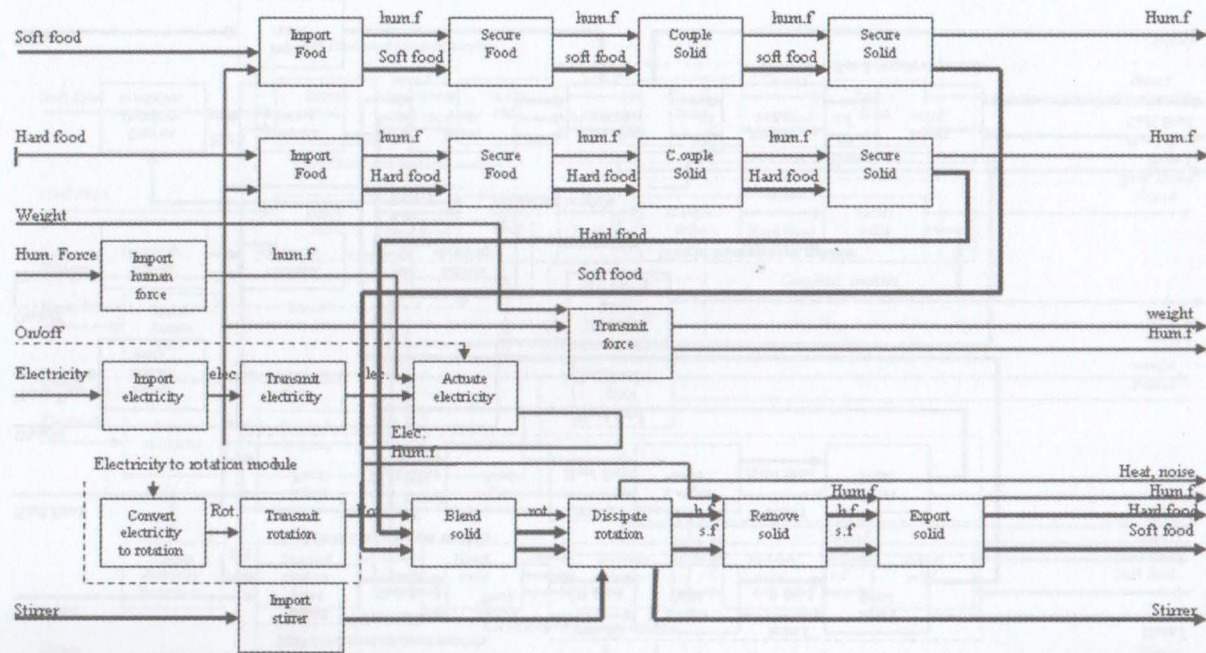 hum.f
hum.f
hum.f
Hum.f
Soft food
Import
Food
Secure
Food
Couple
Solid
Secure
Solid
Soft food
soft food
soft food
Hard food
hum.f
hum.f
hum.f
Hum.f
Import
Food
Secure
Food
C.ouple
Solid
Secure
Solid
Hard food
Hard food
Hard food
Weight
Hard food
Hum. Force
Import
human
force
hum.f
Soft food
On/off
Transmit
force
weight
Hum.f
Electricity
Import
electricity
elec.
Transmit
electricity
elec.
Actuate
electricity
Elec.
Hum.f
Electricity to rotation module
Heat, noise
Convert
electricity
to rotation
Rot.
Transmit
rotation
Rot.
Blend
solid
rot.
Dissipate
rotation
h.f
s.f
Remove
solid
Hum.f
h.f
s.f
Export
solid
Hum.f
Hard food
Soft food
Stirrer
Import
stirrer
Stirrer